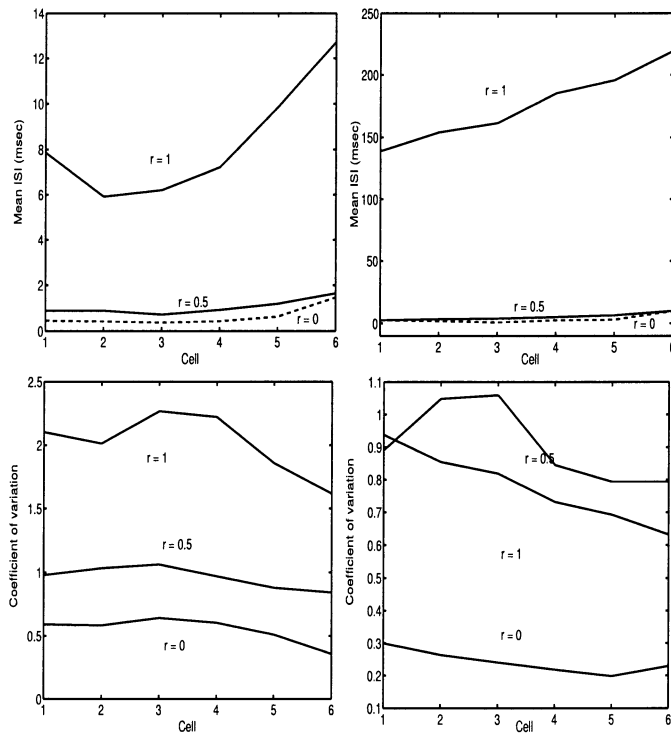 14
12
10
8
6
4
2
0
Mean ISI (msec)
r = 1
r = 0.5
r = 0
1 2 3 4 5 6
Cell
250
200
150
100
50
0
Mean ISI (msec)
r = 1
r = 0.5
r = 0
1 2 3 4 5 6
Cell
2.5
2
1.5
1
0.5
0
Coefficient of variation
r = 1
r = 0.5
r = 0
1 2 3 4 5 6
Cell
1.1
1
0.9
0.8
0.7
0.6
0.5
0.4
0.3
0.2
0.1
Coefficient of variation
r = 0.5
r = 1
r = 0
1 2 3 4 5 6
Cell